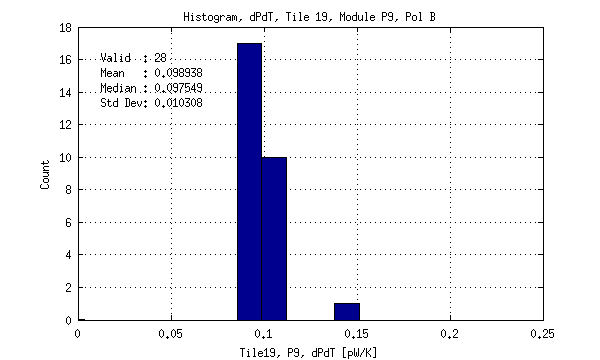 Histogram, dPdT, Tile 19, Module P9, Pol B
Valid : 28
Mean : 0.098938
Median : 0.097549
Std Dev: 0.010308
18
16
14
12
10
8
6
4
2
0
Count
0 0.05 0.1 0.15 0.2 0.25
Tile19, P9, dPdT [pW/K]